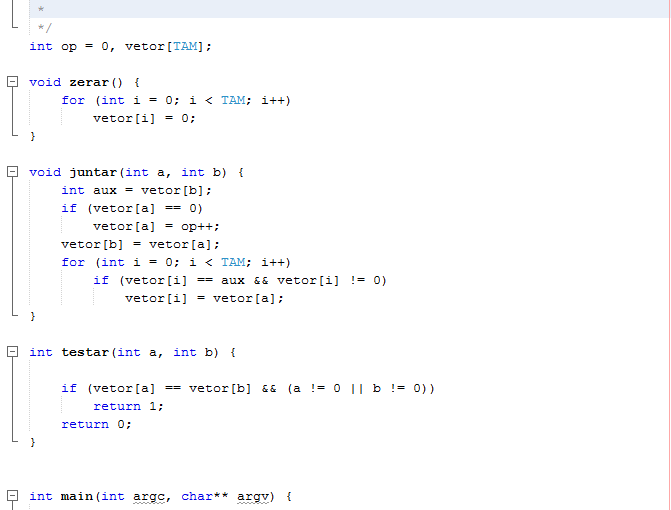 *
*/
int op = 0, vetor[TAM];
void zerar() {
for (int i = 0; i < TAM; i++)
vetor[i] = 0;
}
void juntar(int a, int b) {
int aux = vetor[b];
if (vetor[a] == 0)
vetor[a] = op++;
vetor[b] = vetor[a];
for (int i = 0; i < TAM; i++)
if (vetor[i] == aux && vetor[i] != 0)
vetor[i] = vetor[a];
}
int testar(int a, int b) {
if (vetor[a] == vetor[b] && (a != 0 || b != 0))
return 1;
return 0;
}
int main(int argc, char** argv) {